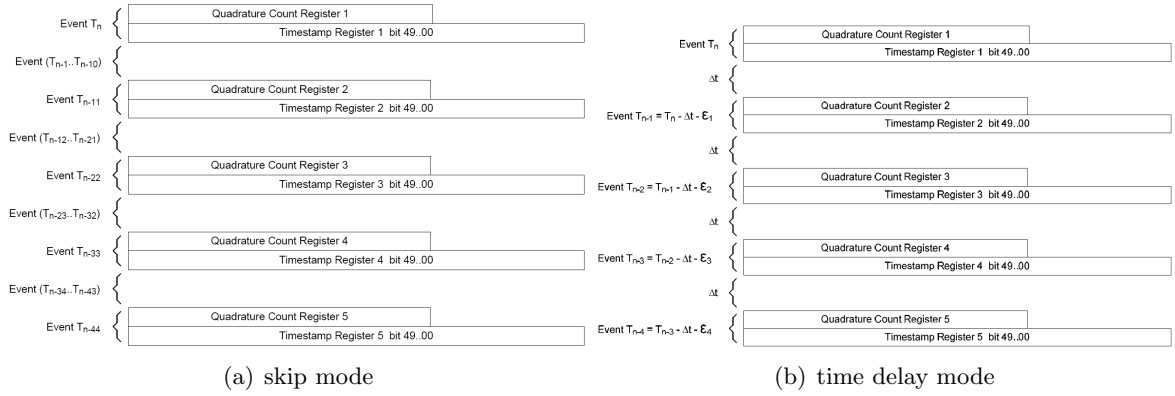 Event Tn
Quadrature Count Register 1
Timestamp Register 1 bit 49..00
Event (Tn-1..Tn-10)
Event Tn-11
Quadrature Count Register 2
Timestamp Register 2 bit 49..00
Event (Tn-12..Tn-21)
Event Tn-22
Quadrature Count Register 3
Timestamp Register 3 bit 49..00
Event (Tn-23..Tn-32)
Event Tn-33
Quadrature Count Register 4
Timestamp Register 4 bit 49..00
Event (Tn-34..Tn-43)
Event Tn-44
Quadrature Count Register 5
Timestamp Register 5 bit 49..00
(a) skip mode
Event Tn
Quadrature Count Register 1
Timestamp Register 1 bit 49..00
Δt
Event Tn-1 = Tn - Δt - ε1
Quadrature Count Register 2
Timestamp Register 2 bit 49..00
Δt
Event Tn-2 = Tn-1 - Δt - ε2
Quadrature Count Register 3
Timestamp Register 3 bit 49..00
Δt
Event Tn-3 = Tn-2 - Δt - ε3
Quadrature Count Register 4
Timestamp Register 4 bit 49..00
Δt
Event Tn-4 = Tn-3 - Δt - ε4
Quadrature Count Register 5
Timestamp Register 5 bit 49..00
(b) time delay mode